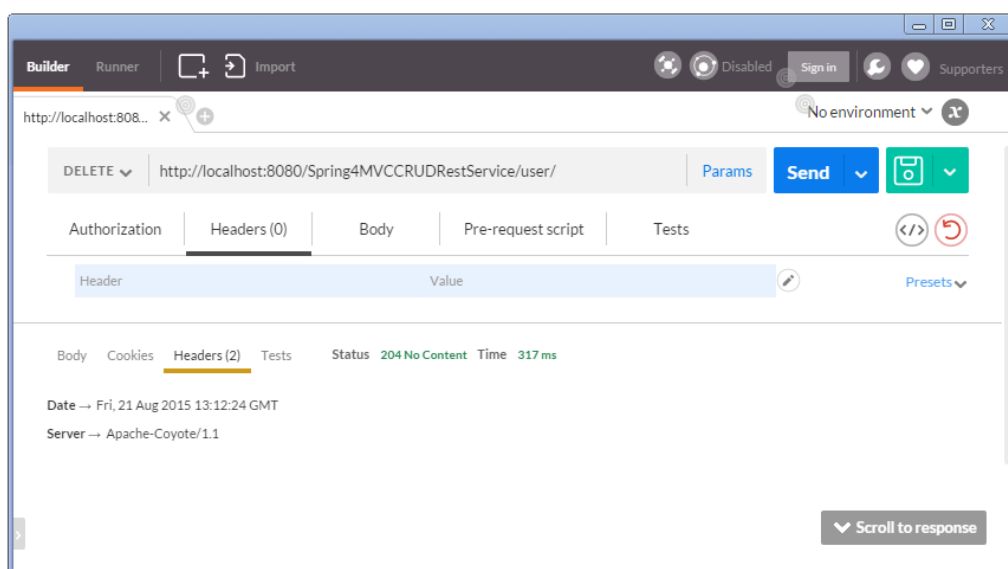 Builder Runner Import Disabled Sign in Supporters
http://localhost:808... No environment
DELETE http://localhost:8080/Spring4MVCCRUDRestService/user/ Params Send
Authorization Headers (0) Body Pre-request script Tests </>
Header Value Presets
Body Cookies Headers (2) Tests Status 204 No Content Time 317 ms
Date → Fri, 21 Aug 2015 13:12:24 GMT
Server → Apache-Coyote/1.1
Scroll to response